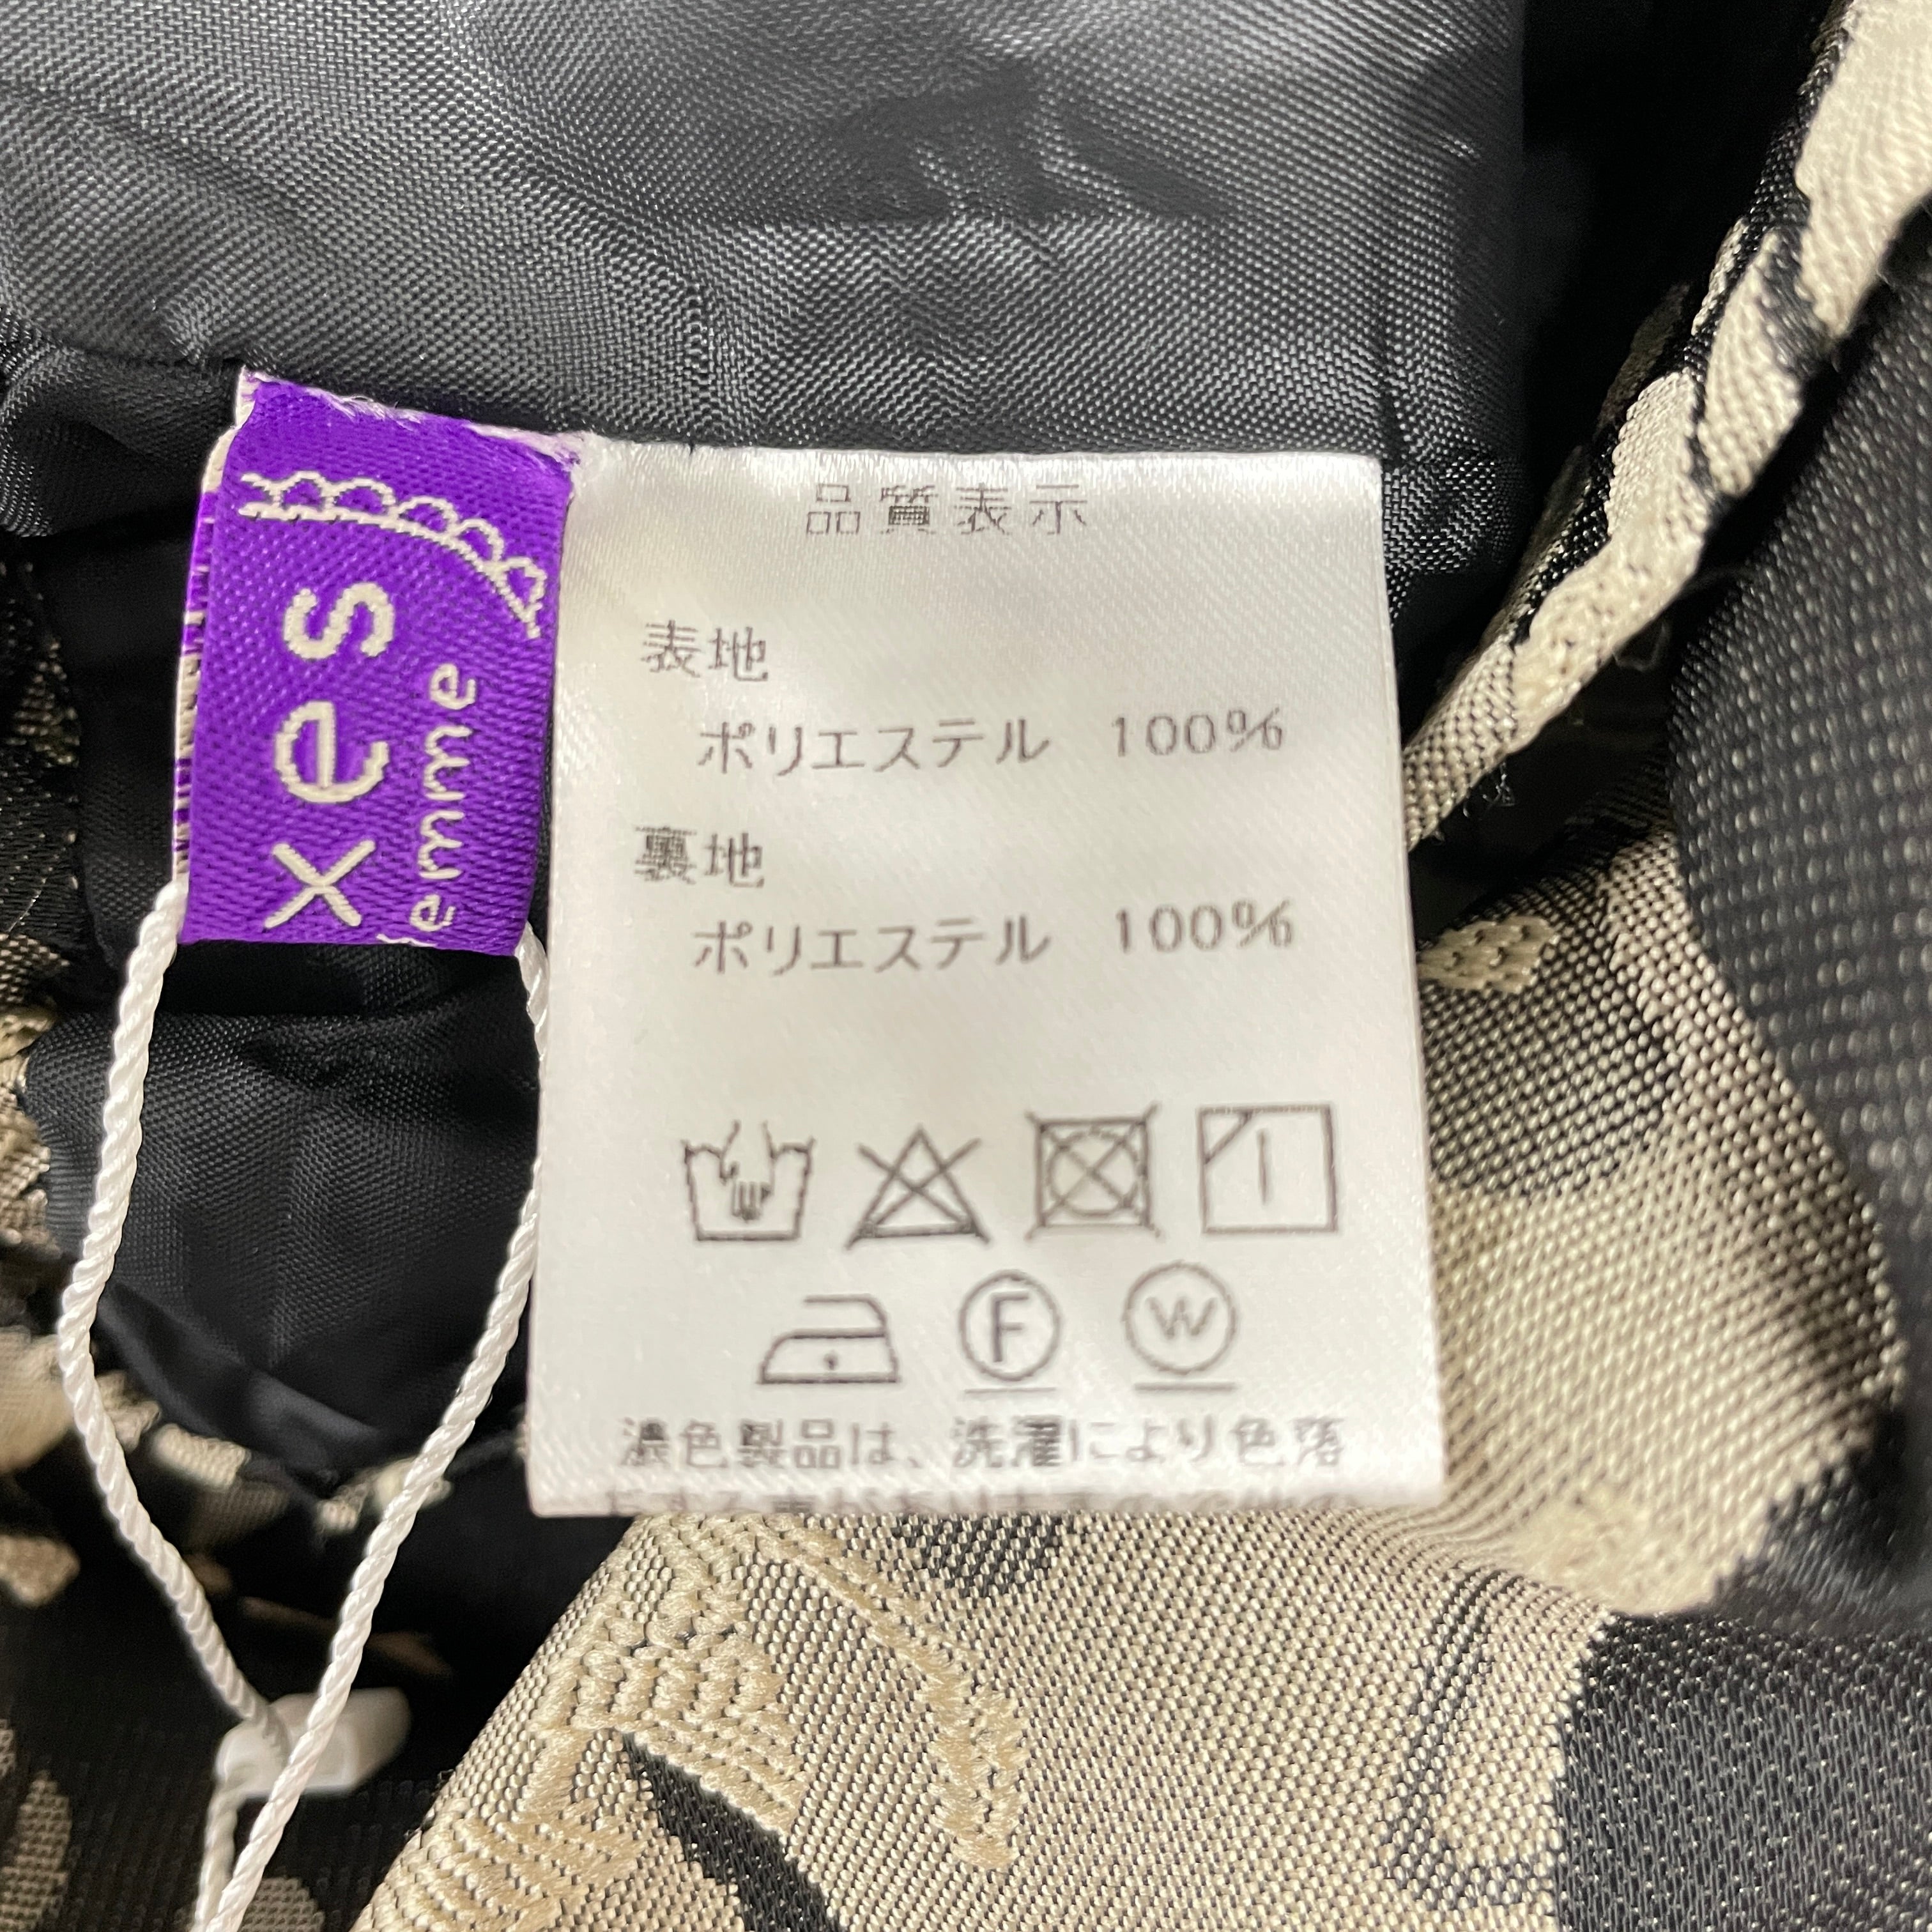 xes
femme
品質表示
表地
ポリエステル 100%
裏地
ポリエステル 100%
F W
濃色製品は、洗濯により色落